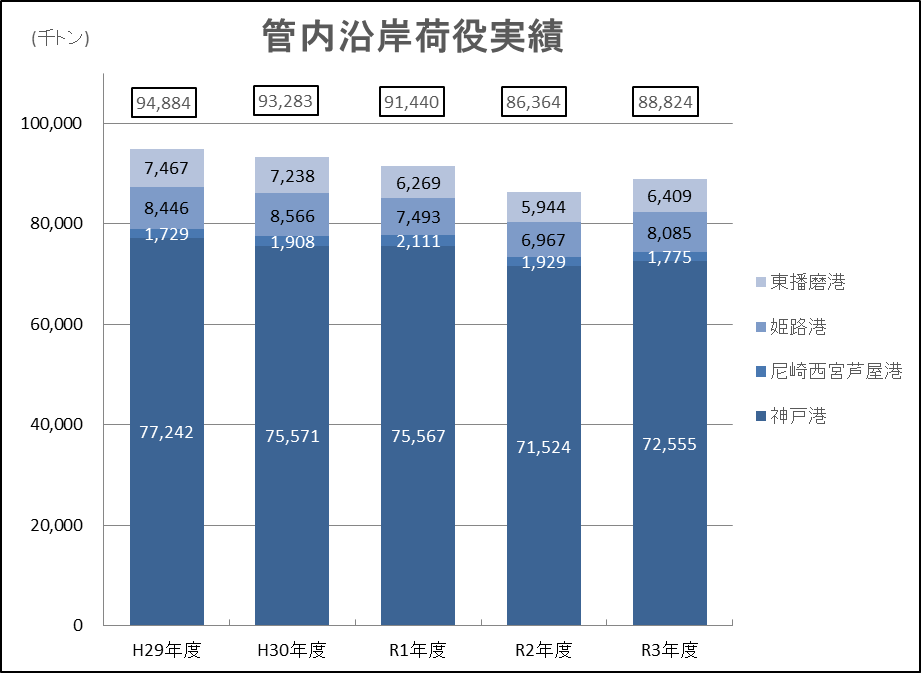 管内沿岸荷役実績
(千トン)
94,884 93,283 91,440 86,364 88,824
100,000
7,467 7,238 6,269 5,944 6,409
8,446 8,566 7,493 6,967 8,085
80,000
1,729 1,908 2,111 1,929 1,775
東播磨港
姫路港
60,000
尼崎西宮芦屋港
神戸港
40,000
77,242 75,571 75,567 71,524 72,555
20,000
0
H29年度 H30年度 R1年度 R2年度 R3年度